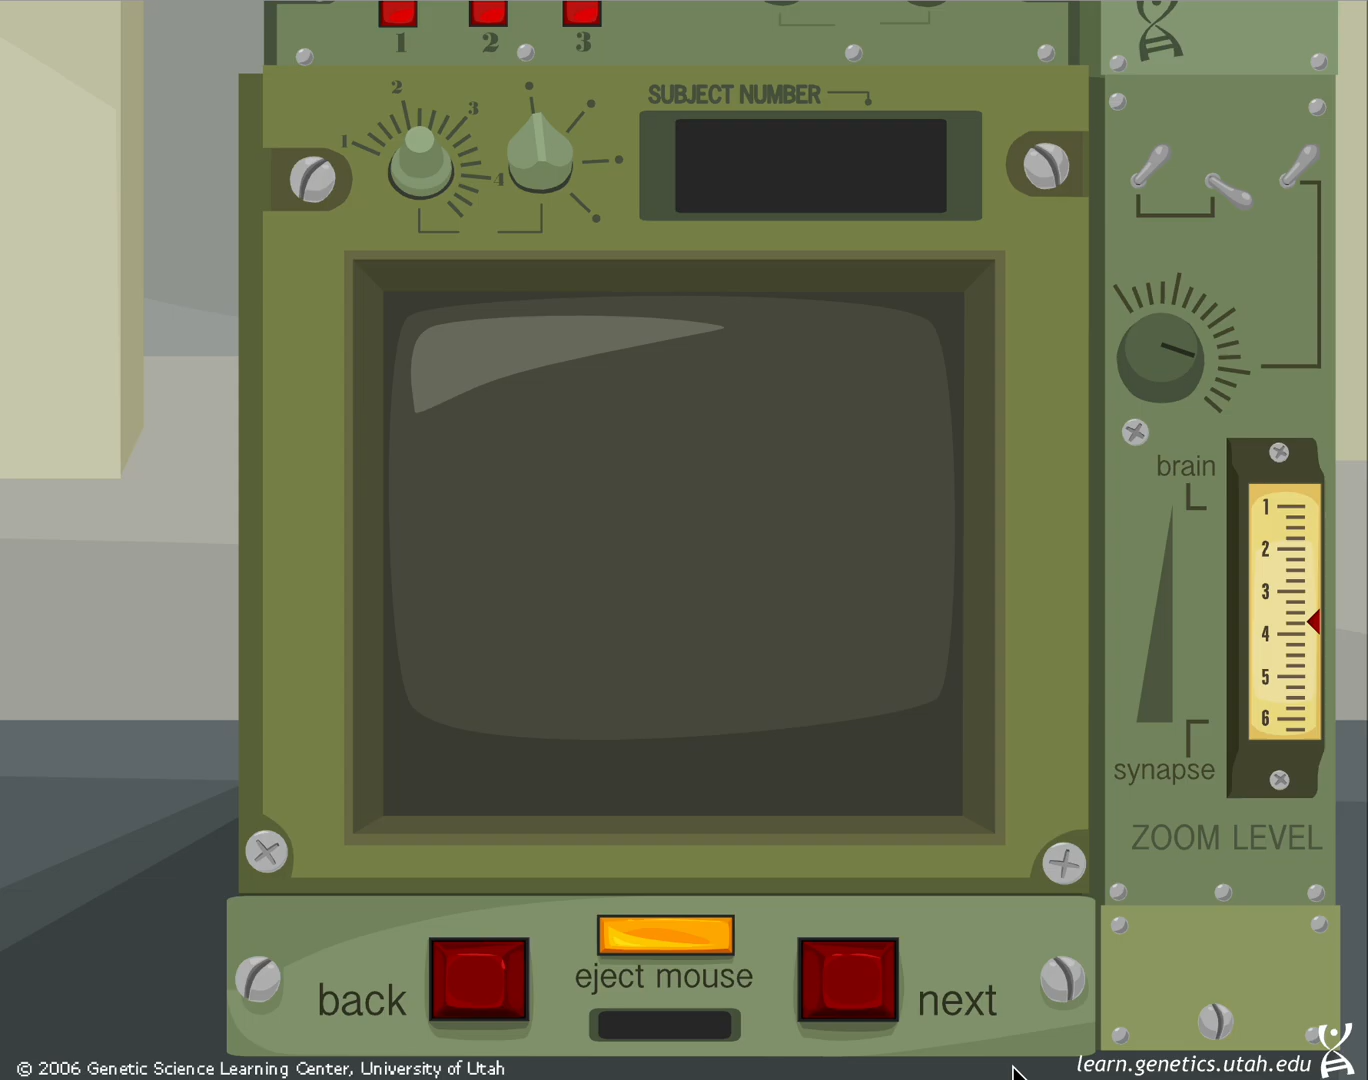 1 2 3
SUBJECT NUMBER
1 2 3 4
brain
1
2
3
4
5
6
synapse
ZOOM LEVEL
back
eject mouse
next
© 2006 Genetic Science Learning Center, University of Utah
learn.genetics.utah.edu